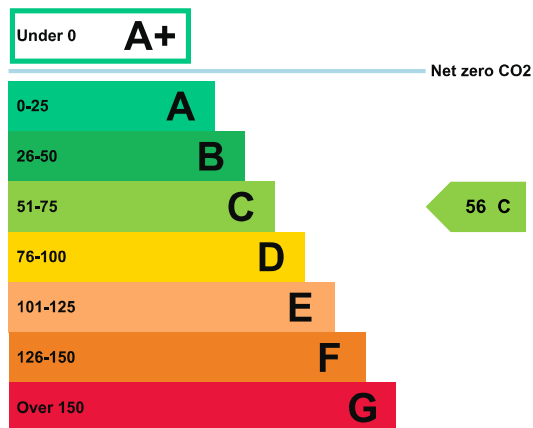 Under 0 A+
Net zero CO2
0-25 A
26-50 B
51-75 C
56 C
76-100 D
101-125 E
126-150 F
Over 150 G